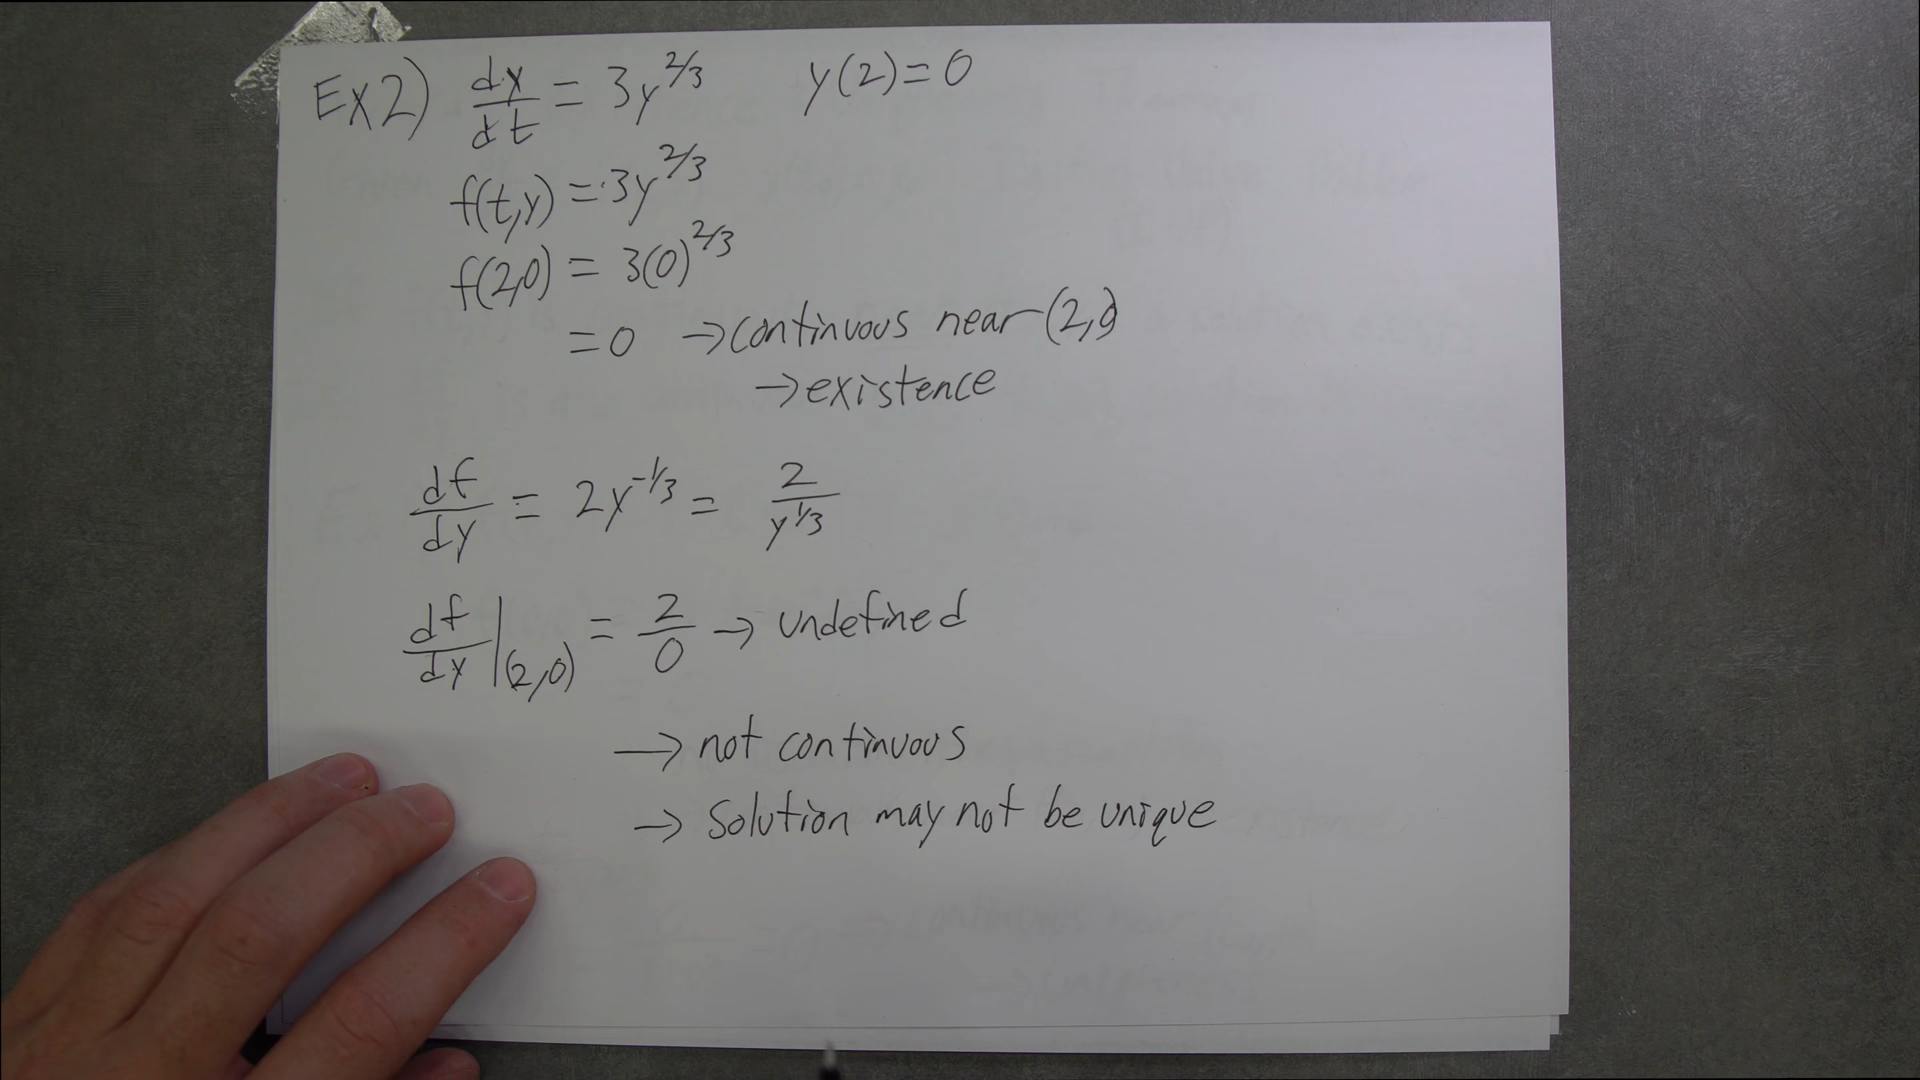 Ex2) dy/dt = 3y^2/3 y(2)=0
f(t,y) = 3y^2/3
f(2,0) = 3(0)^2/3
=0 → continuous near (2,0)
→ existence
df/dy = 2y^-1/3 = 2/y^1/3
df/dy|(2,0) = 2/0 → undefined
→ not continuous
→ Solution may not be unique